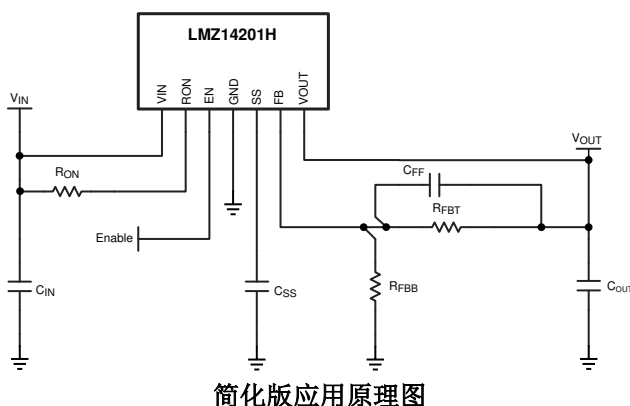 LMZ14201H
VIN
RON
EN
GND
SS
FB
VOUT
VIN
VOUT
CFF
RON
RFBT
Enable
CIN
CSS
RFBB
COUT
简化版应用原理图